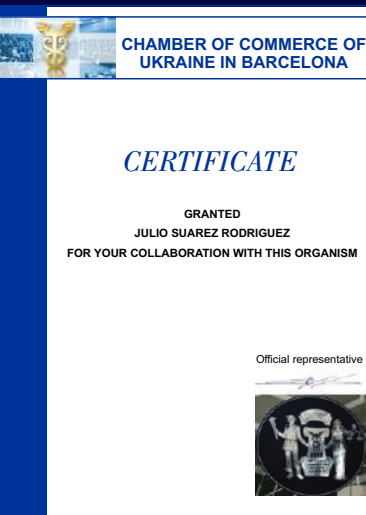 CHAMBER OF COMMERCE OF
UKRAINE IN BARCELONA
CERTIFICATE
GRANTED
JULIO SUAREZ RODRIGUEZ
FOR YOUR COLLABORATION WITH THIS ORGANISM
Official representative